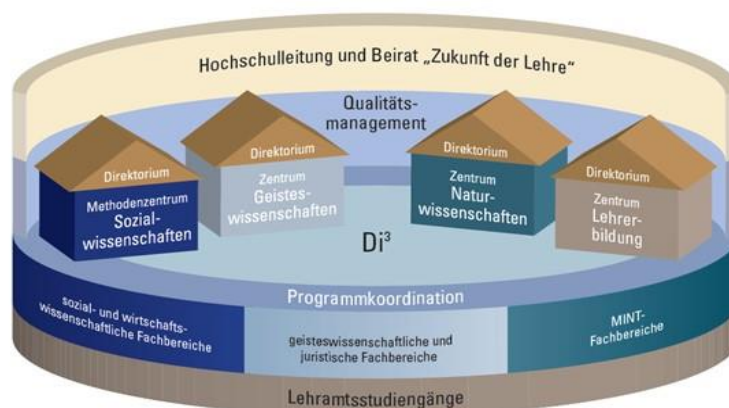 Hochschulleitung und Beirat „Zukunft der Lehre“
Qualitäts-
management
Direktorium
Methodenzentrum
Sozial-
wissenschaften
Direktorium
Zentrum
Geistes-
wissenschaften
Direktorium
Zentrum
Natur-
wissenschaften
Direktorium
Zentrum
Lehrer-
bildung
Di³
Programmkoordination
sozial- und wirtschafts-
wissenschaftliche Fachbereiche
geisteswissenschaftliche und
juristische Fachbereiche
MINT-
Fachbereiche
Lehramtsstudiengänge